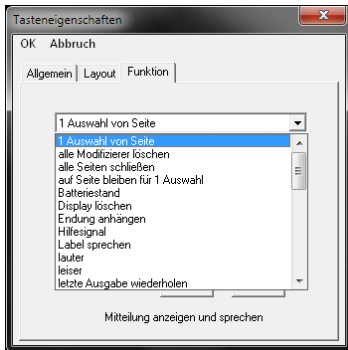 Tasteneigenschaften
OK Abbruch
Allgemein Layout Funktion
1 Auswahl von Seite
1 Auswahl von Seite
alle Modifizierer löschen
alle Seiten schließen
auf Seite bleiben für 1 Auswahl
Batteriestand
Display löschen
Endung anhängen
Hilfesignal
Label sprechen
lauter
leiser
letzte Ausgabe wiederholen
Mitteilung anzeigen und sprechen